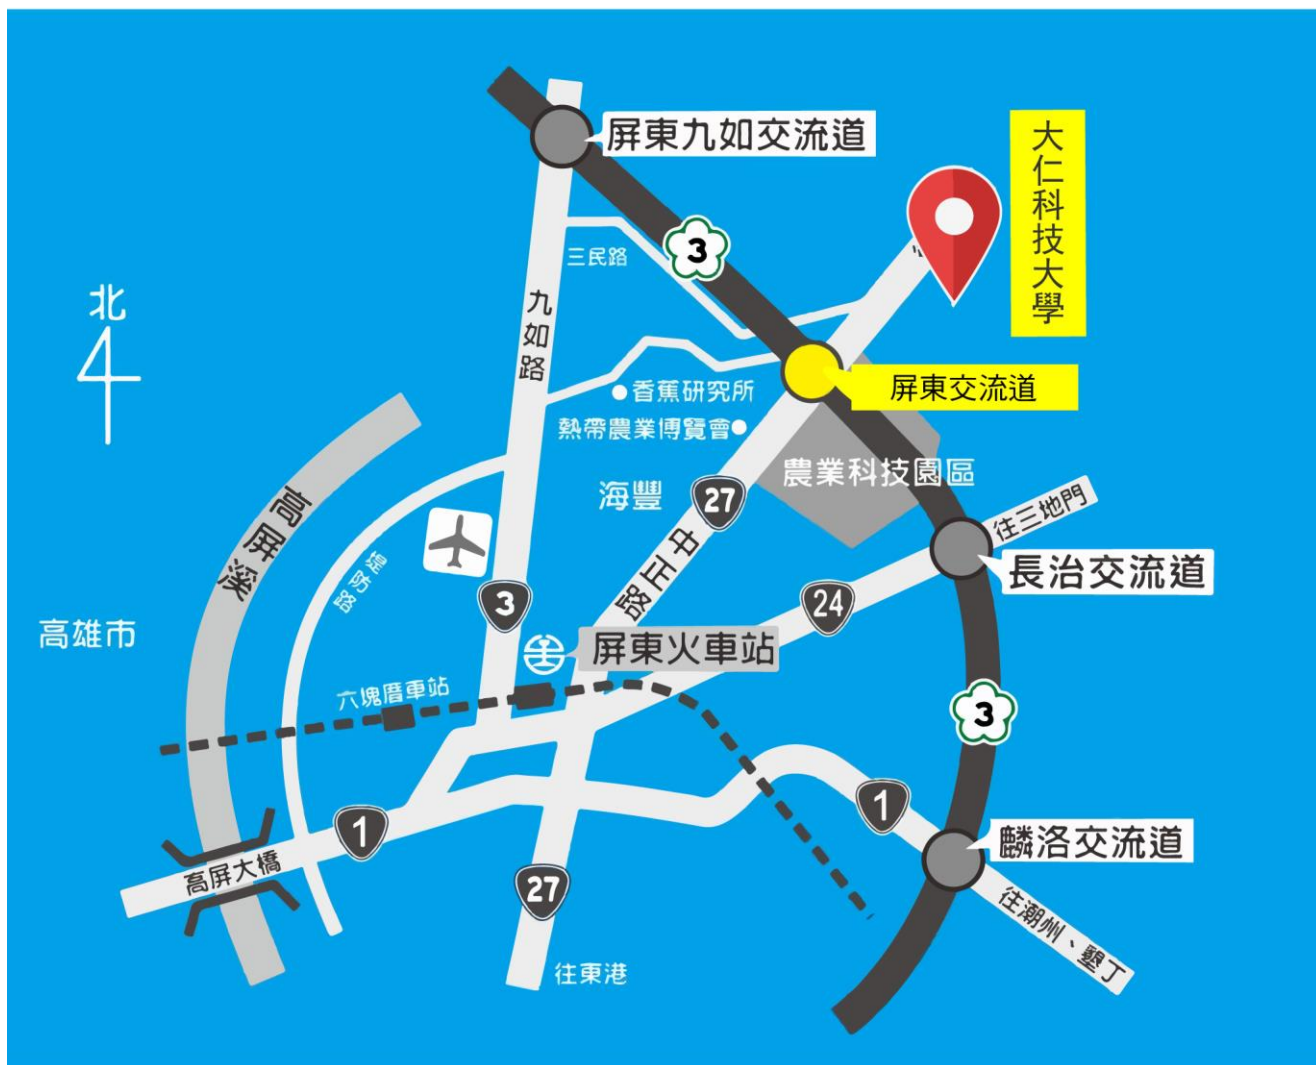 屏東九如交流道
大仁科技大學
3
三民路
北
九如路
屏東交流道
香蕉研究所
熱帶農業博覽會
農業科技園區
海豐
27
往三地門
高屏溪
堤防路
中正路
長治交流道
3
24
高雄市
屏東火車站
六塊厝車站
3
1
1
麟洛交流道
高屏大橋
27
往潮州、墾丁
往東港